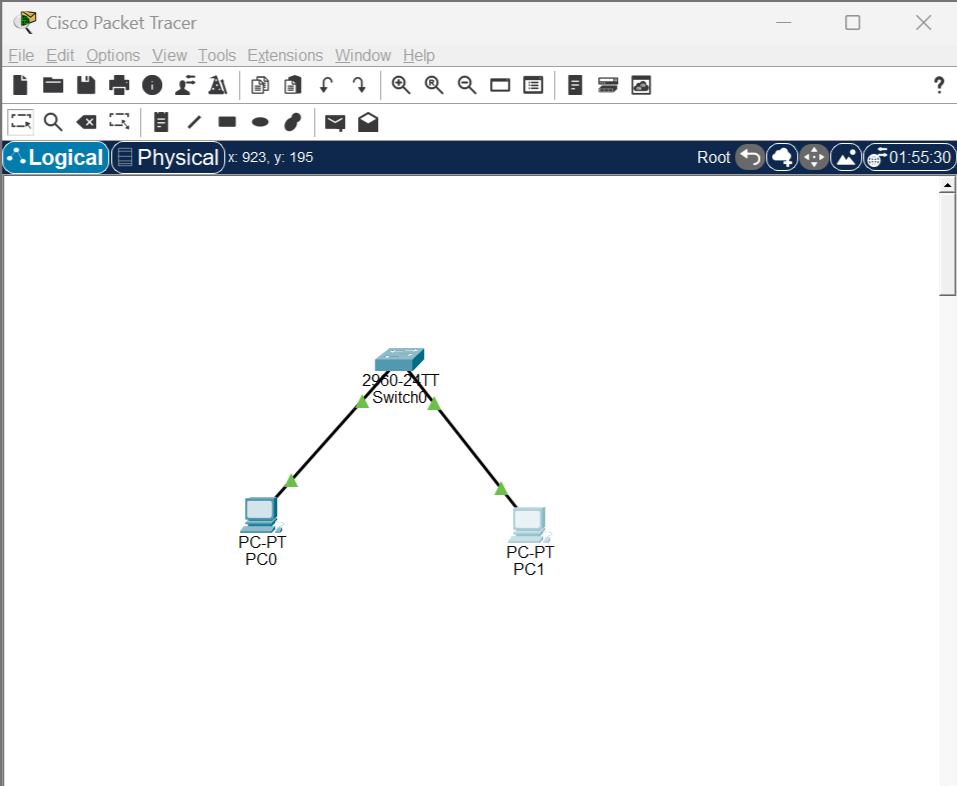 Cisco Packet Tracer
File Edit Options View Tools Extensions Window Help
?
Logical Physical x: 923, y: 195 Root 01:55:30
2960-24TT
Switch0
PC-PT
PC0
PC-PT
PC1